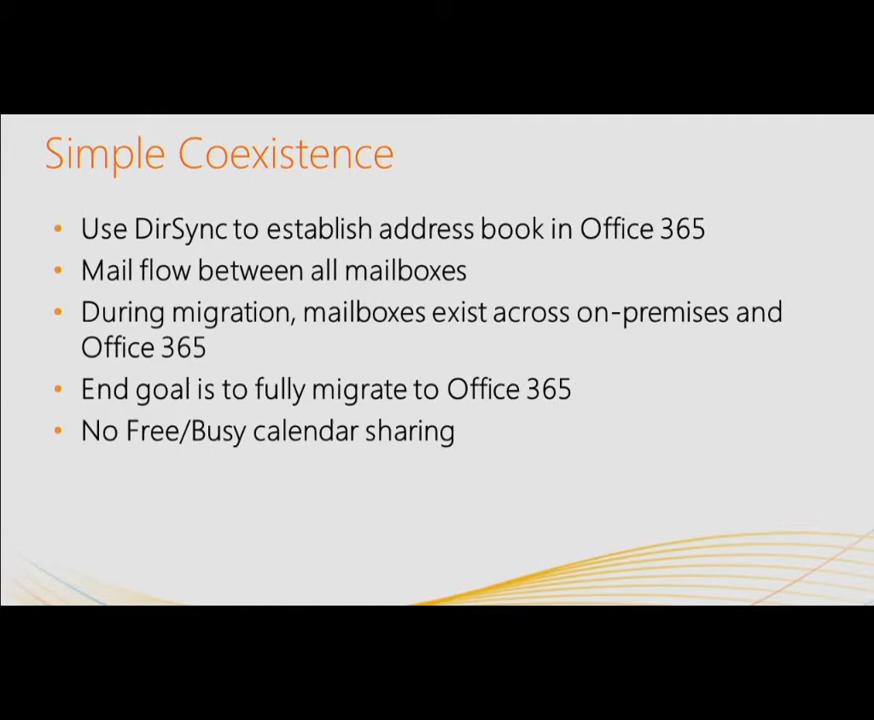 Simple Coexistence
• Use DirSync to establish address book in Office 365
• Mail flow between all mailboxes
• During migration, mailboxes exist across on-premises and
Office 365
• End goal is to fully migrate to Office 365
• No Free/Busy calendar sharing